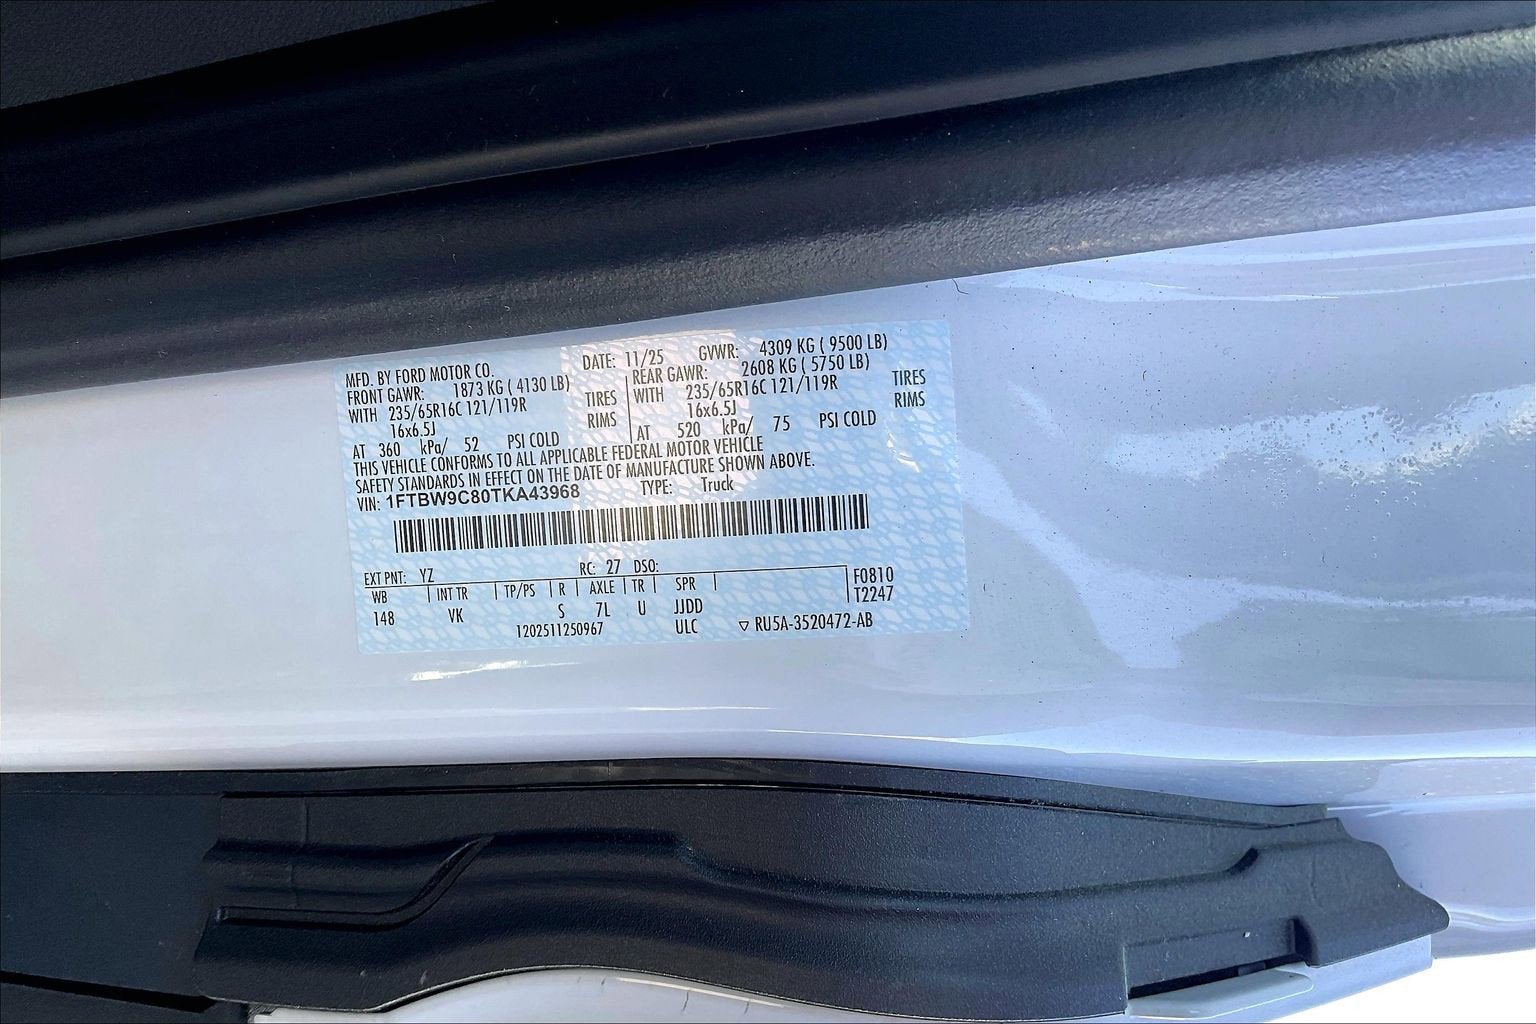 MFD. BY FORD MOTOR CO. DATE: 11/25 GVWR: 4309 KG ( 9500 LB)
FRONT GAWR: 1873 KG ( 4130 LB) REAR GAWR: 2608 KG ( 5750 LB)
WITH 235/65R16C 121/119R TIRES WITH 235/65R16C 121/119R TIRES
16x6.5J RIMS 16x6.5J RIMS
AT 360 kPa/ 52 PSI COLD AT 520 kPa/ 75 PSI COLD
THIS VEHICLE CONFORMS TO ALL APPLICABLE FEDERAL MOTOR VEHICLE
SAFETY STANDARDS IN EFFECT ON THE DATE OF MANUFACTURE SHOWN ABOVE.
VIN: 1FTBW9C80TKA43968 TYPE: Truck
EXT PNT: YZ RC: 27 DSO:
WB INT TR TP/PS R AXLE TR SPR F0810
148 VK S 7L U JJDD T2247
1202511250967 ULC ▽ RU5A-3520472-AB